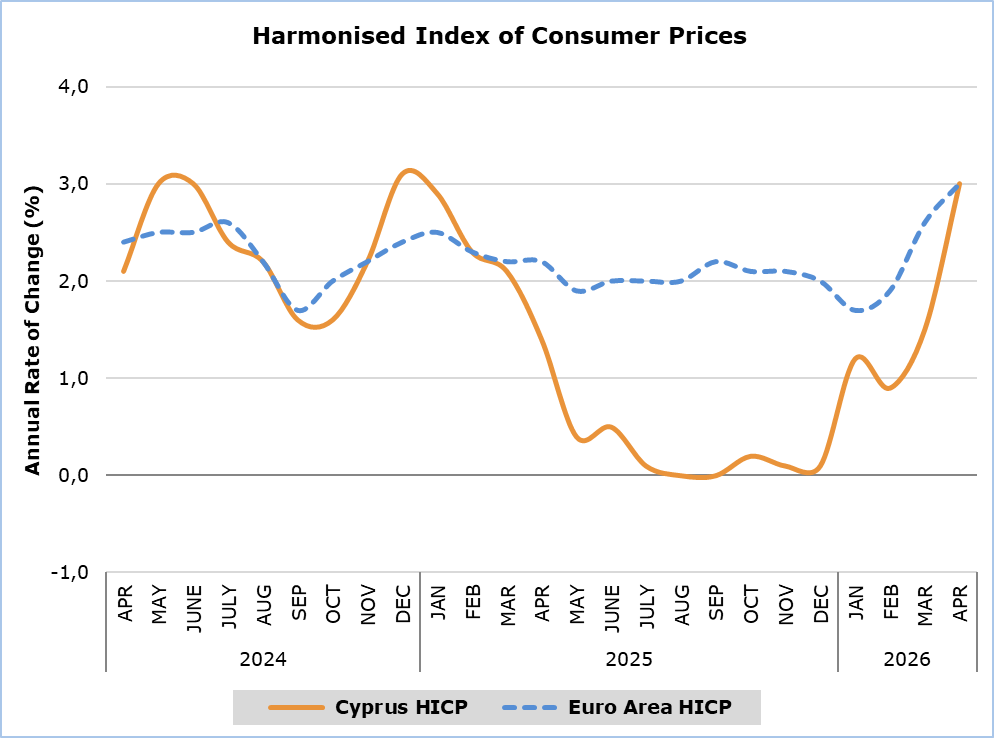 Harmonised Index of Consumer Prices
Annual Rate of Change (%)
4,0
3,0
2,0
1,0
0,0
-1,0
APR MAY JUNE JULY AUG SEP OCT NOV DEC JAN FEB MAR APR MAY JUNE JULY AUG SEP OCT NOV DEC JAN FEB MAR APR
2024 2025 2026
Cyprus HICP Euro Area HICP